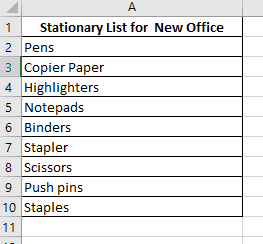 A
1 Stationary List for  New Office
2 Pens
3 Copier Paper
4 Highlighters
5 Notepads
6 Binders
7 Stapler
8 Scissors
9 Push pins
10 Staples
11